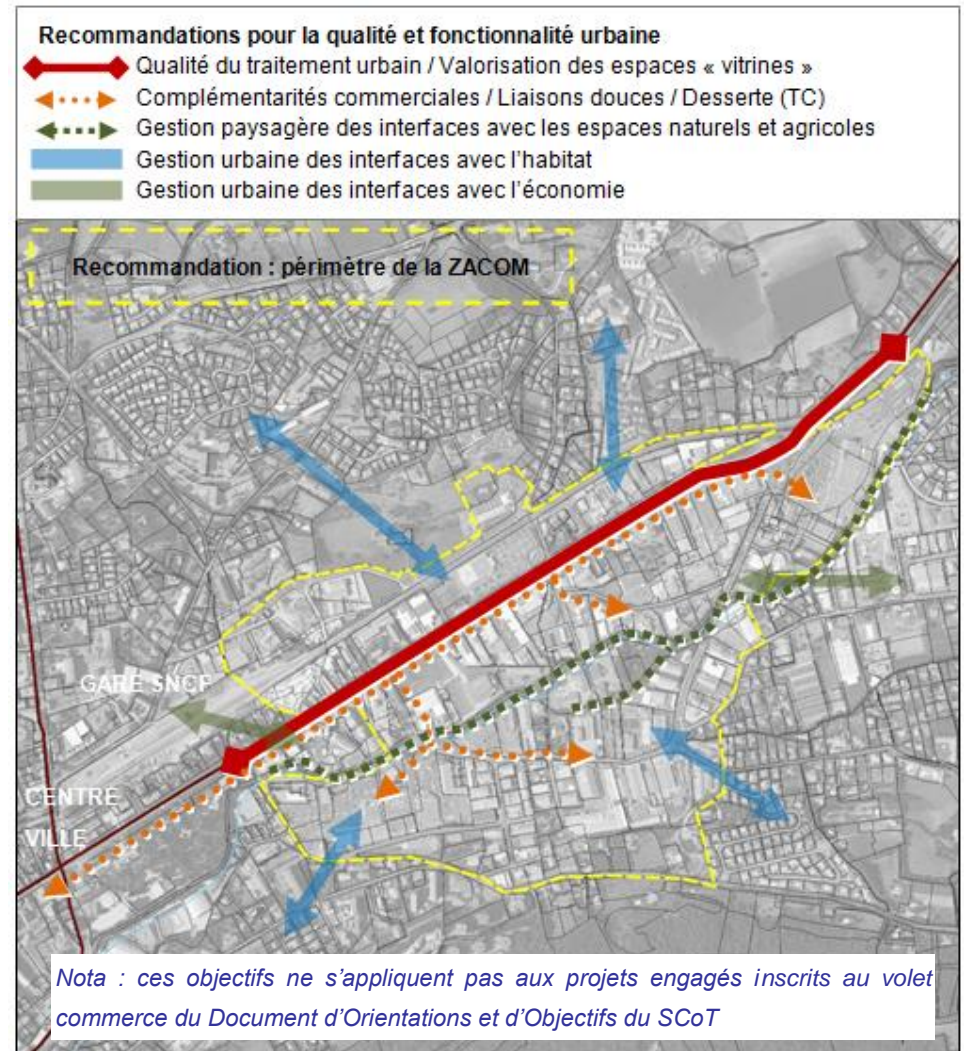 Recommandations pour la qualité et fonctionnalité urbaine
Qualité du traitement urbain / Valorisation des espaces « vitrines »
Complémentarités commerciales / Liaisons douces / Desserte (TC)
Gestion paysagère des interfaces avec les espaces naturels et agricoles
Gestion urbaine des interfaces avec l’habitat
Gestion urbaine des interfaces avec l’économie
Recommandation : périmètre de la ZACOM
GARE SNCF
CENTRE
VILLE
Nota : ces objectifs ne s’appliquent pas aux projets engagés inscrits au volet
commerce du Document d’Orientations et d’Objectifs du SCoT